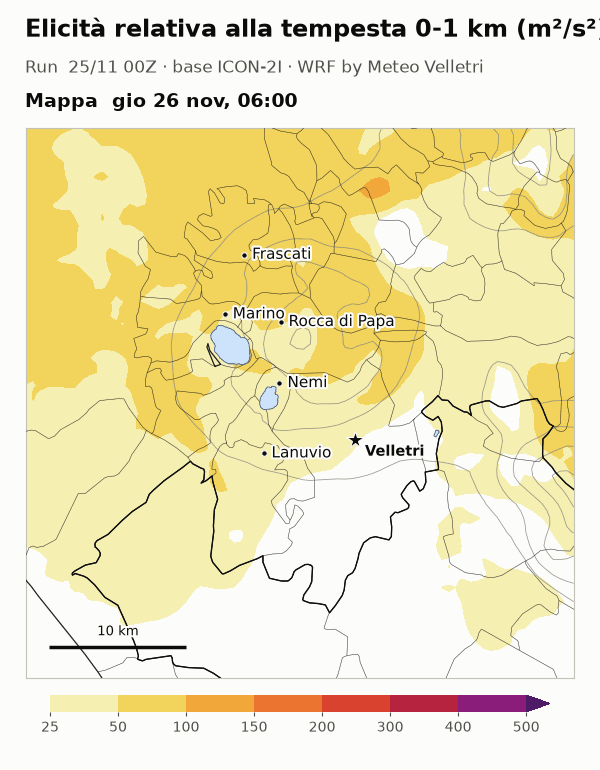 Elicità relativa alla tempesta 0-1 km (m²/s²)
Run  25/11 00Z · base ICON-2I · WRF by Meteo Velletri
Mappa  gio 26 nov, 06:00
Frascati
Marino
Rocca di Papa
Nemi
Velletri
Lanuvio
10 km
25 50 100 150 200 300 400 500